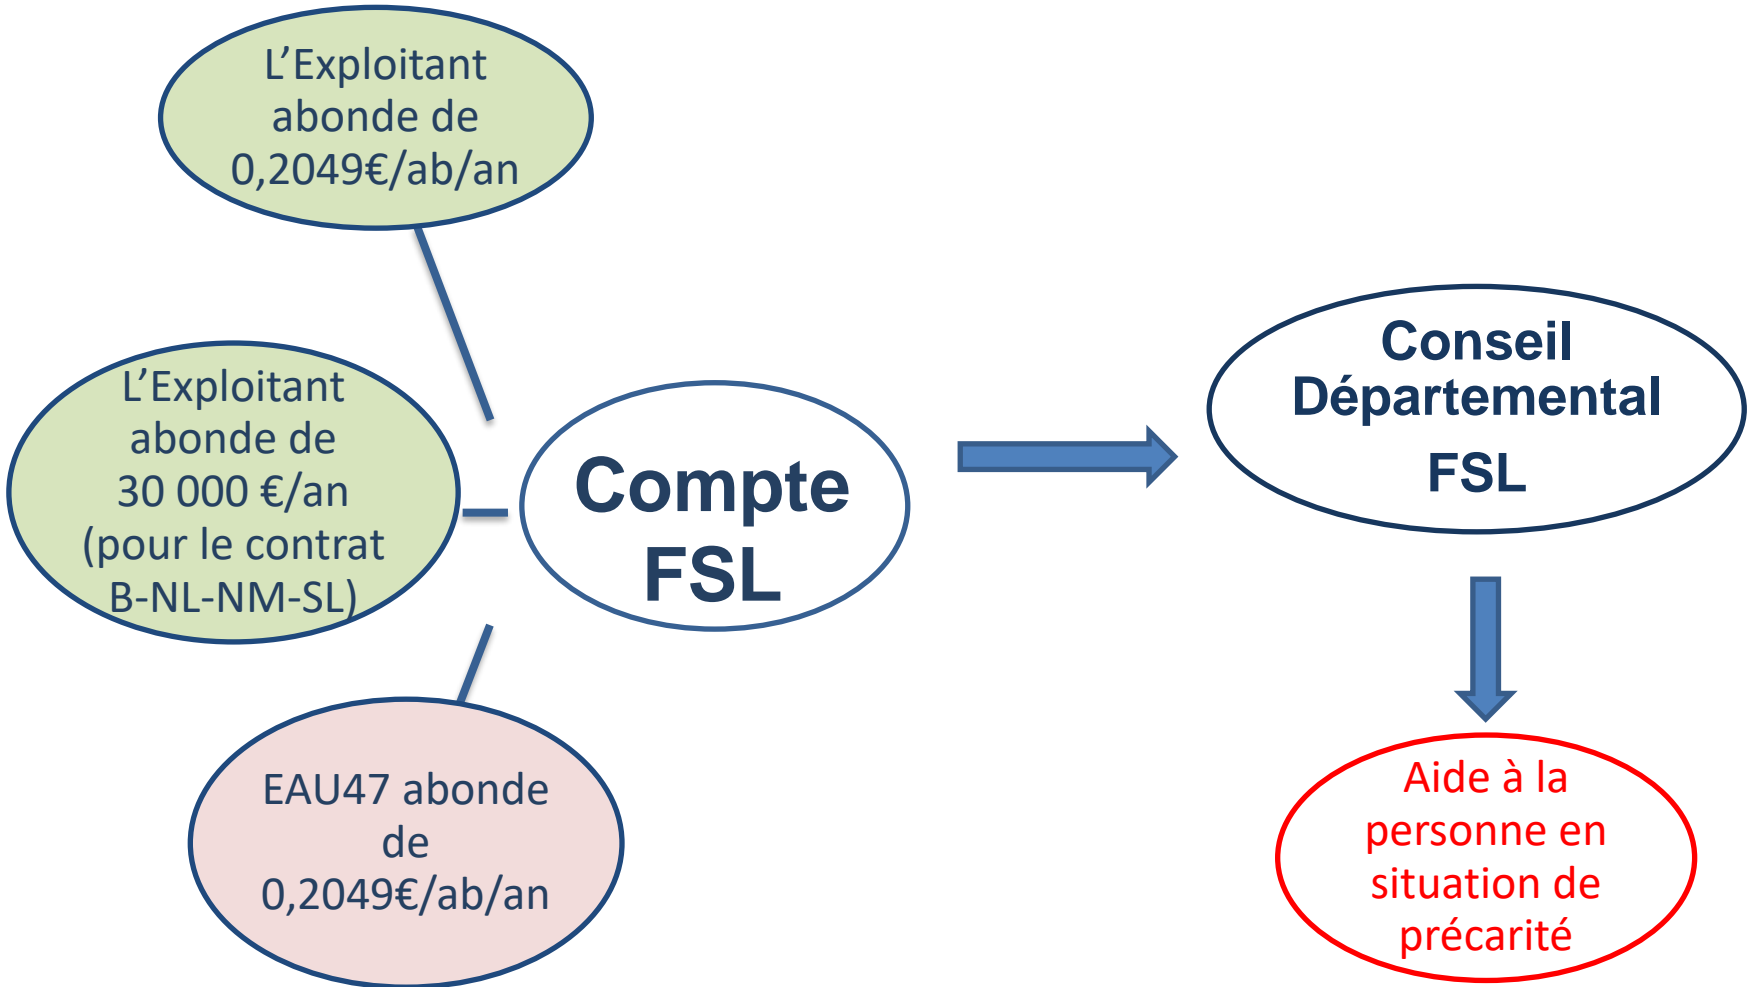 L’Exploitant
abonde de
0,2049€/ab/an
L’Exploitant
abonde de
30 000 €/an
(pour le contrat
B-NL-NM-SL)
EAU47 abonde
de
0,2049€/ab/an
Compte
FSL
Conseil
Départemental
FSL
Aide à la
personne en
situation de
précarité